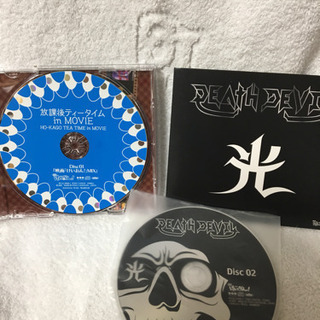 放課後ティータイム
in MOVIE
HO-KAGO TEA TIME in MOVIE
Disc 01
DEATH DEVIL
光
DEATH DEVIL
光
Disc 02